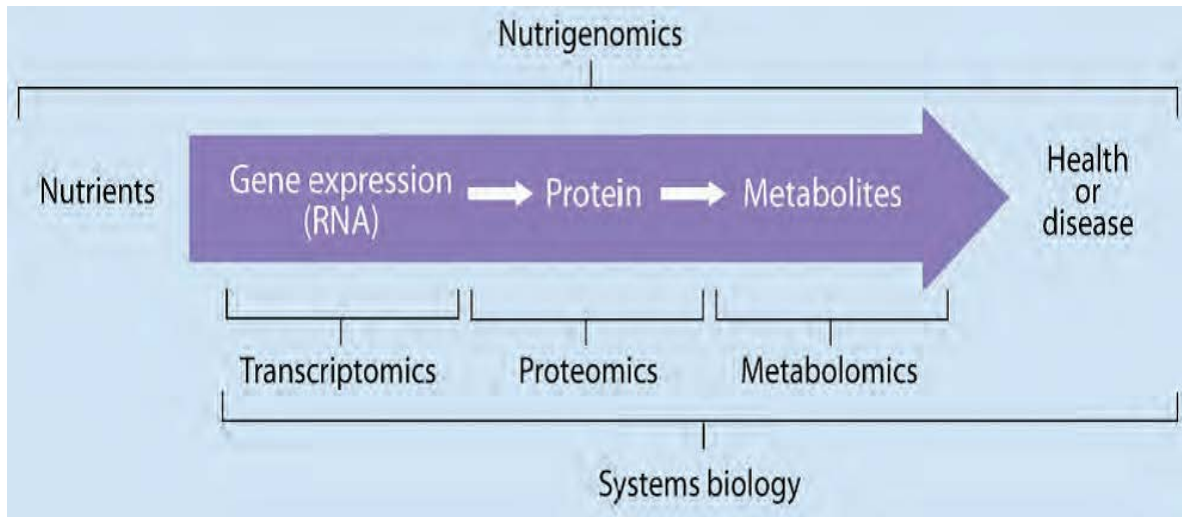 Nutrigenomics
Nutrients
Gene expression
(RNA)
Protein
Metabolites
Health
or
disease
Transcriptomics
Proteomics
Metabolomics
Systems biology